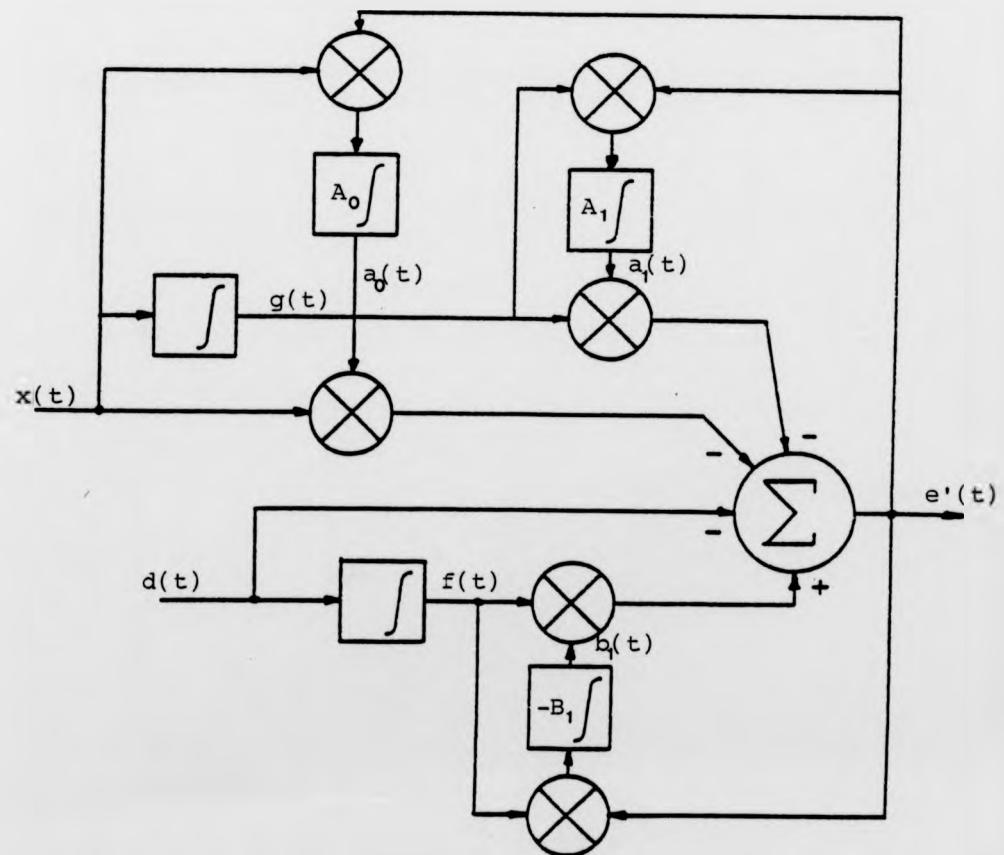 A₀∫
A₁∫
a₀(t)
a₁(t)
∫
g(t)
x(t)
-
-
Σ
e'(t)
-
d(t)
∫
f(t)
+
b₁(t)
-B₁∫